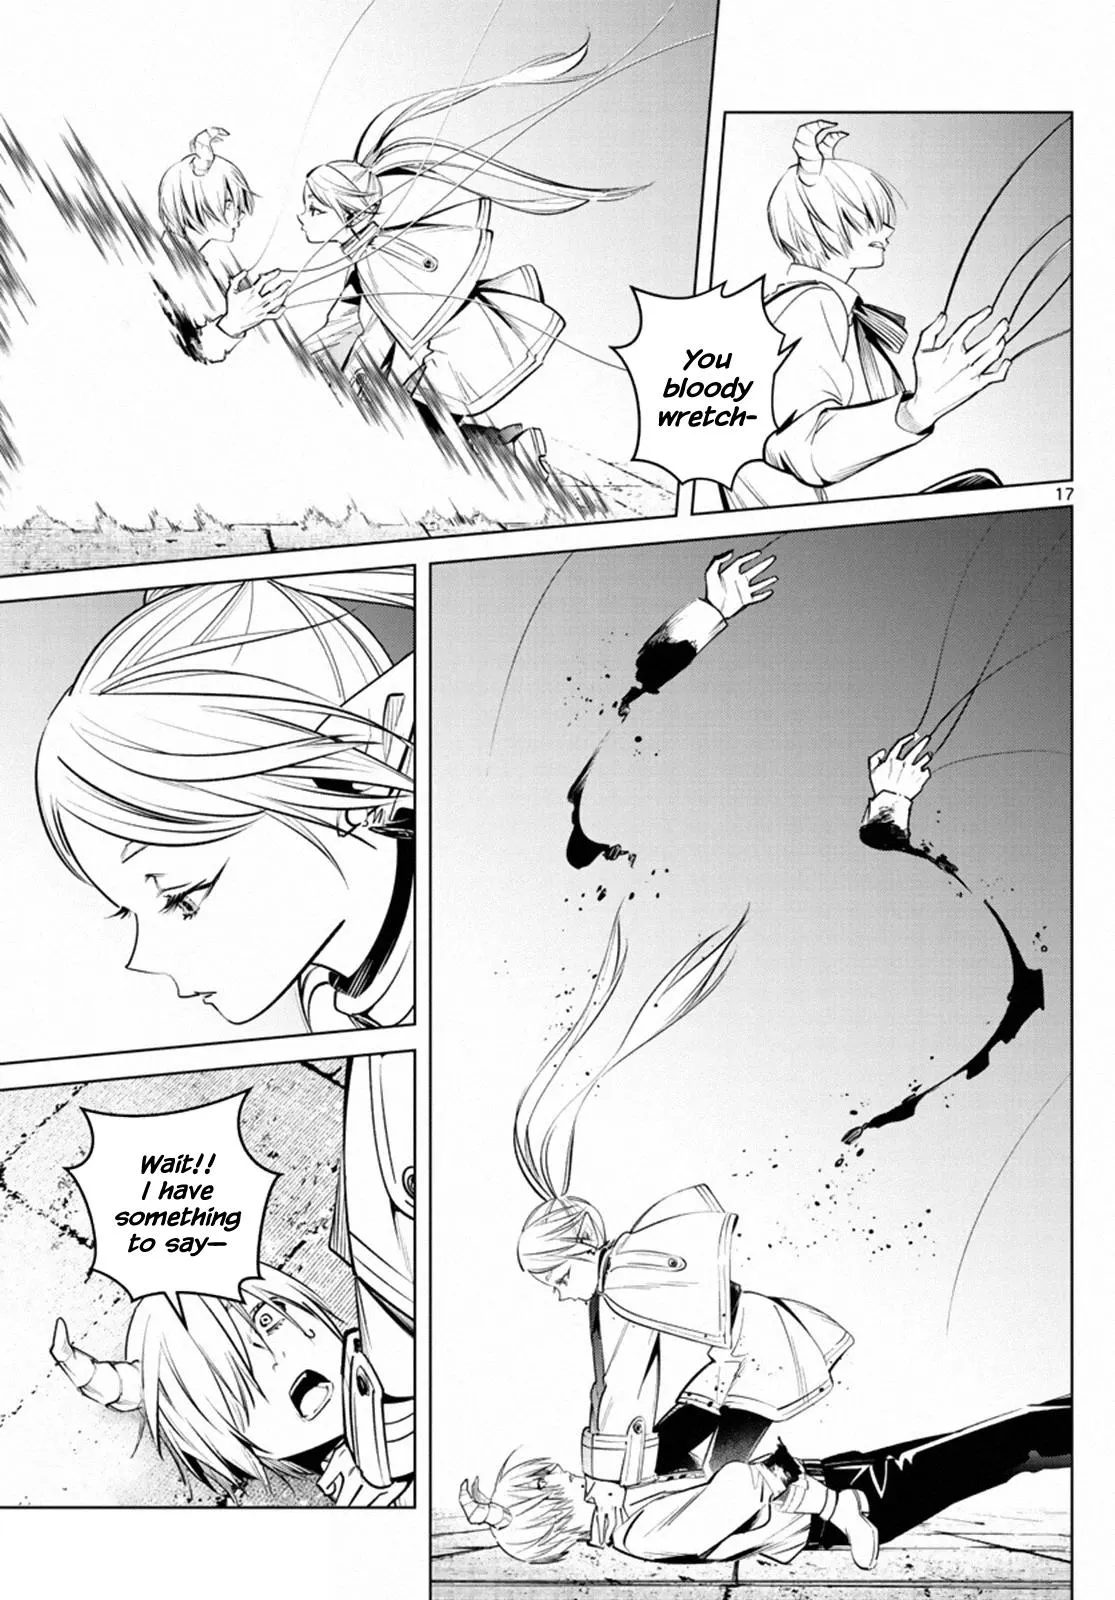 You
bloody
wretch-
17
Wait!!
I have
something
to say—